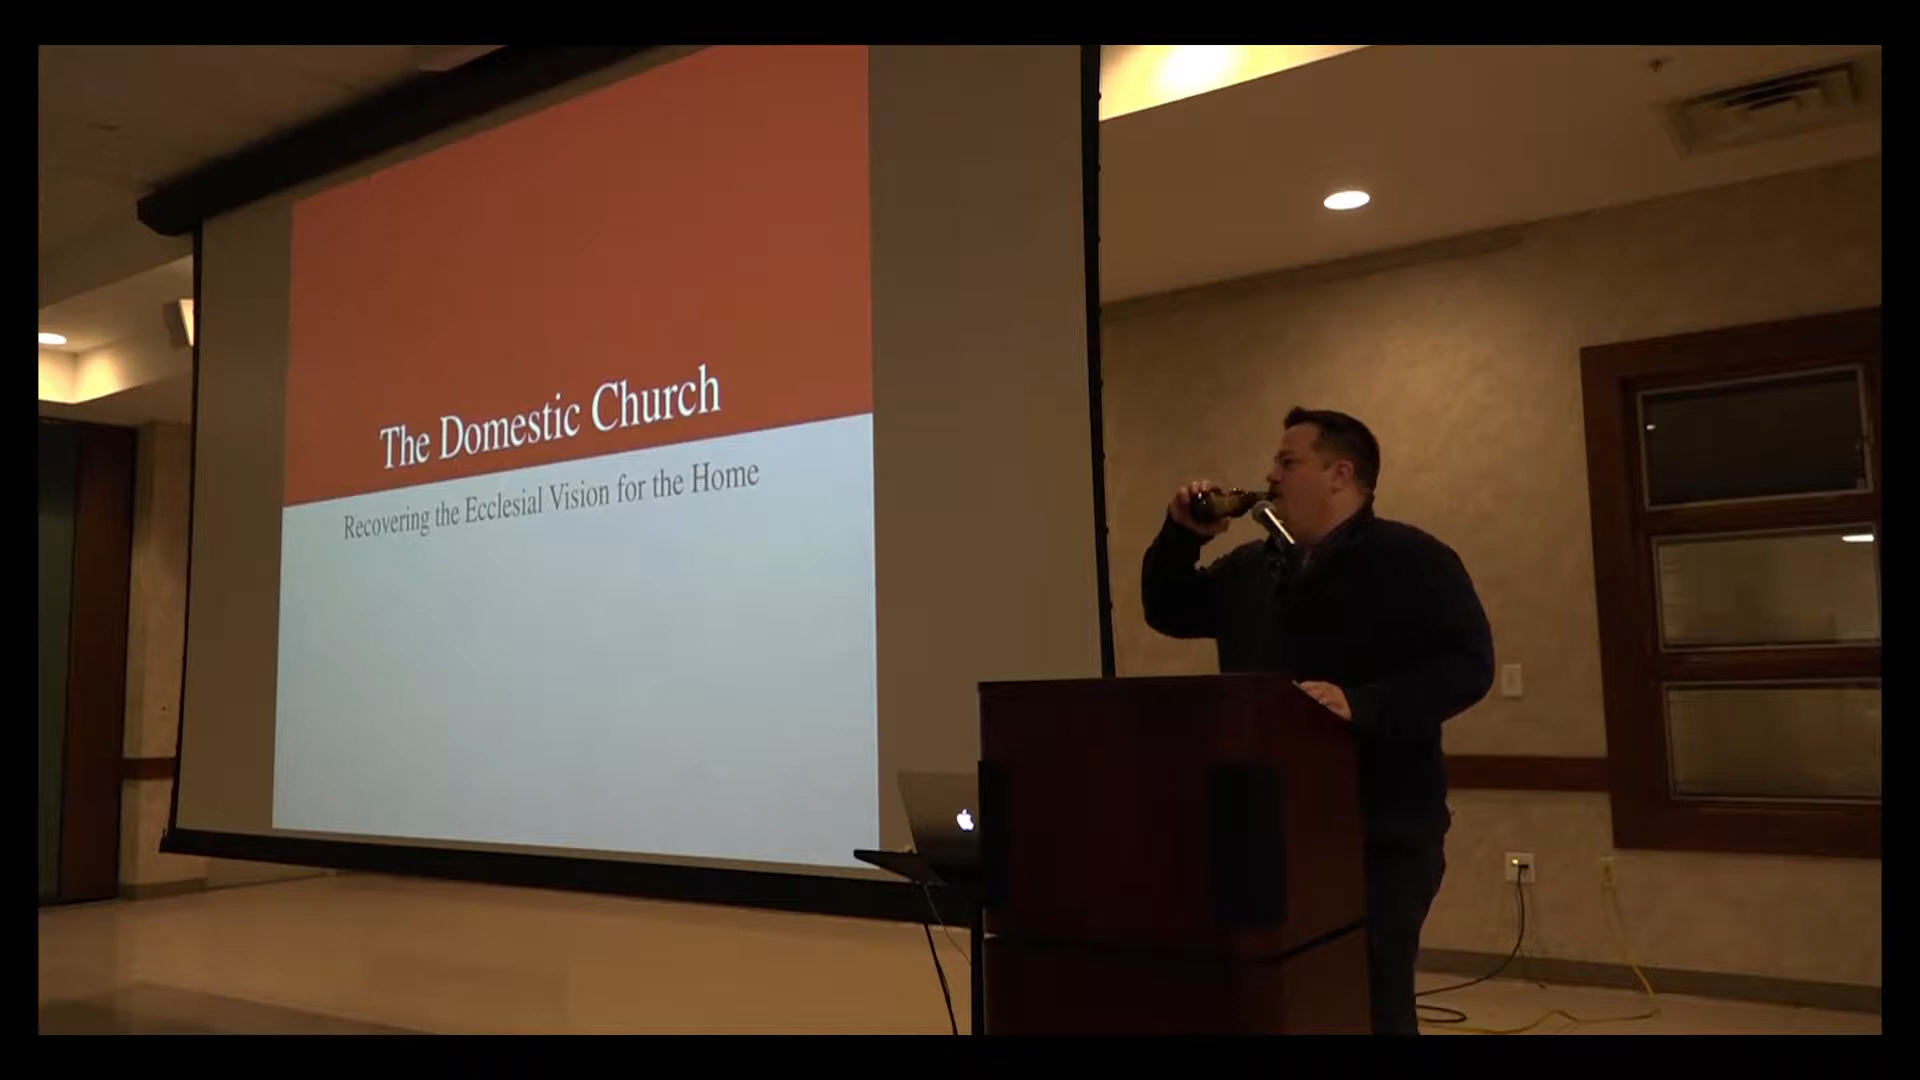 The Domestic Church
Recovering the Ecclesial Vision for the Home